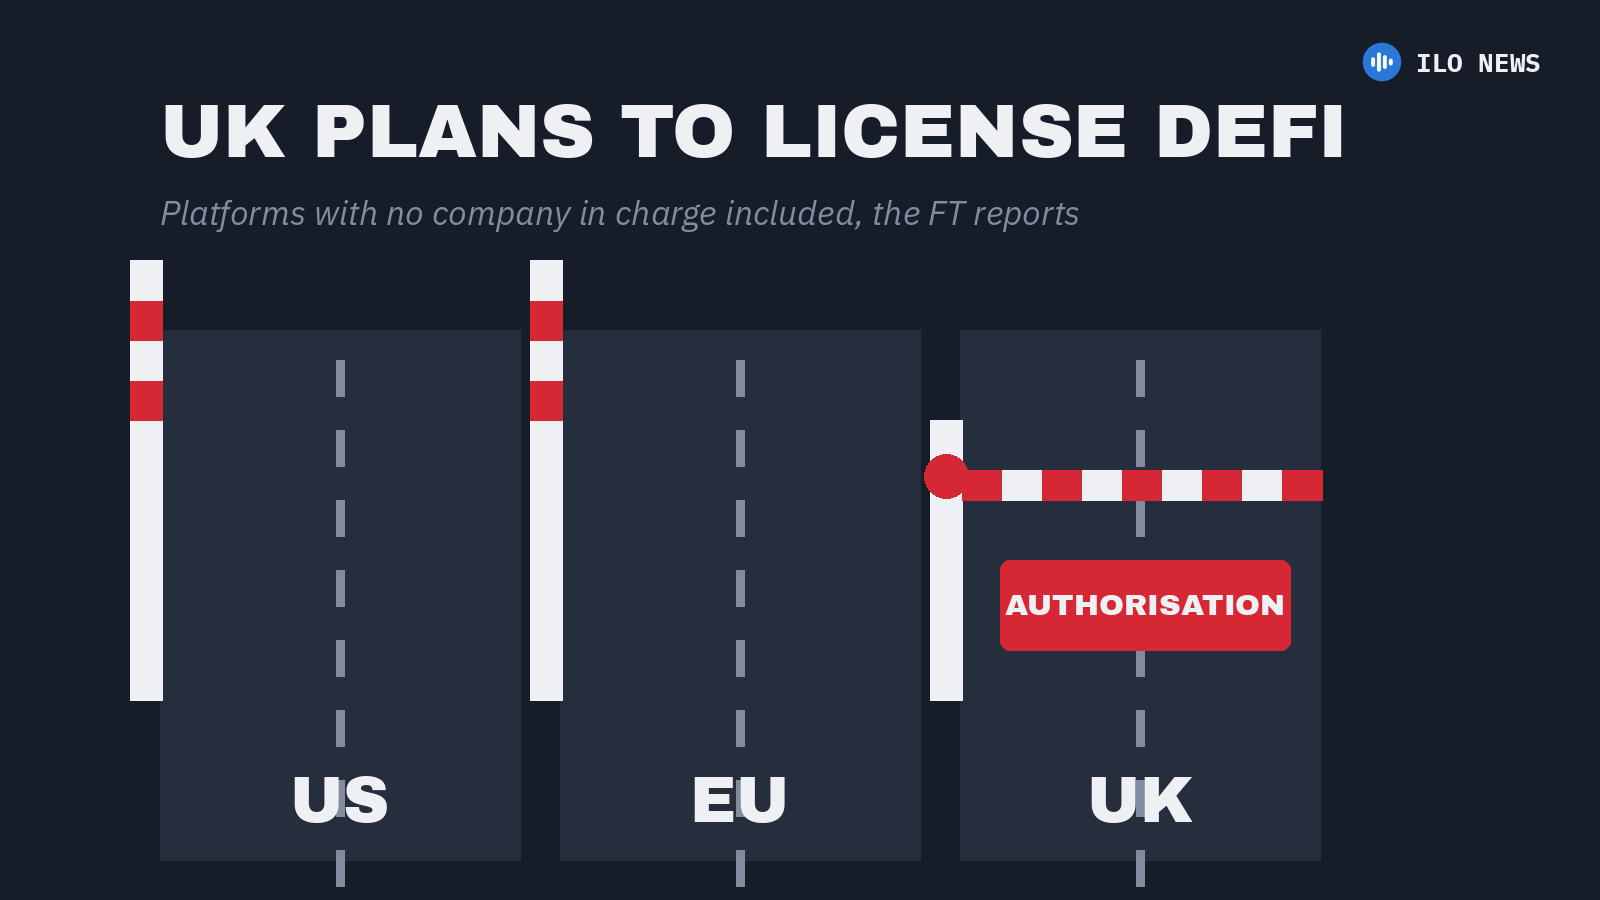 ILO NEWS
UK PLANS TO LICENSE DEFI
Platforms with no company in charge included, the FT reports
AUTHORISATION
US
EU
UK